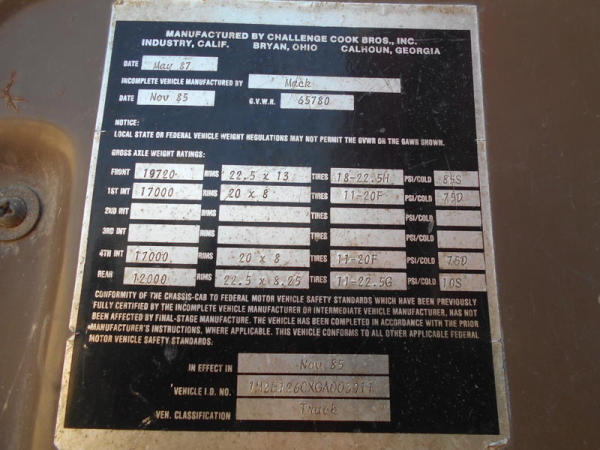 MANUFACTURED BY CHALLENGE COOK BROS., INC.
INDUSTRY, CALIF. BRYAN, OHIO CALHOUN, GEORGIA
DATE May 87
INCOMPLETE VEHICLE MANUFACTURED BY Mack
DATE Nov 85 G.V.W.R. 65780
NOTICE:
LOCAL STATE OR FEDERAL VEHICLE WEIGHT REGULATIONS MAY NOT PERMIT THE GVWR OR THE GAWR SHOWN.
GROSS AXLE WEIGHT RATINGS:
FRONT 19720 RIMS 22.5 x 13 TIRES 18-22.5H PSI/COLD 85S
1ST INT 17000 RIMS 20 x 8 TIRES 11-20F PSI/COLD 75D
2ND INT RIMS TIRES PSI/COLD
3RD INT RIMS TIRES PSI/COLD
4TH INT 17000 RIMS 20 x 8 TIRES 11-20F PSI/COLD 75D
REAR 12000 RIMS 22.5 x 8.25 TIRES 11-22.5G PSI/COLD 10S
CONFORMITY OF THE CHASSIS-CAB TO FEDERAL MOTOR VEHICLE SAFETY STANDARDS WHICH HAVE BEEN PREVIOUSLY
FULLY CERTIFIED BY THE INCOMPLETE VEHICLE MANUFACTURER OR INTERMEDIATE VEHICLE MANUFACTURER, HAS NOT
BEEN AFFECTED BY FINAL-STAGE MANUFACTURE. THE VEHICLE HAS BEEN COMPLETED IN ACCORDANCE WITH THE PRIOR
MANUFACTURER'S INSTRUCTIONS, WHERE APPLICABLE. THIS VEHICLE CONFORMS TO ALL OTHER APPLICABLE FEDERAL
MOTOR VEHICLE SAFETY STANDARDS:
IN EFFECT IN Nov 85
VEHICLE I.D. NO.
VEH. CLASSIFICATION Truck